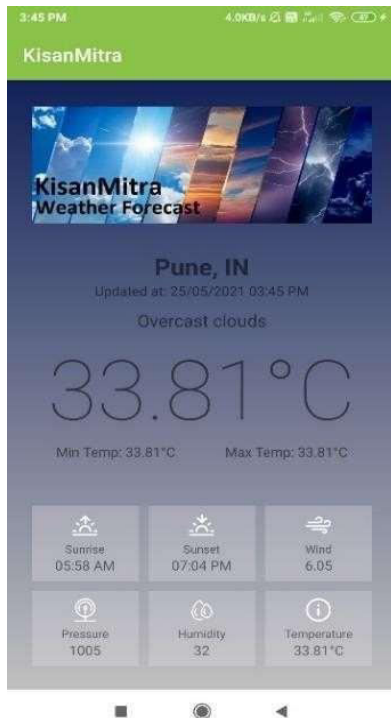 3:45 PM 4.0KB/s 47
KisanMitra
KisanMitra
Weather Forecast
Pune, IN
Updated at: 25/05/2021 03:45 PM
Overcast clouds
33.81°C
Min Temp: 33.81°C Max Temp: 33.81°C
Sunrise Sunset Wind
05:58 AM 07:04 PM 6.05
Pressure Humidity Temperature
1005 32 33.81°C